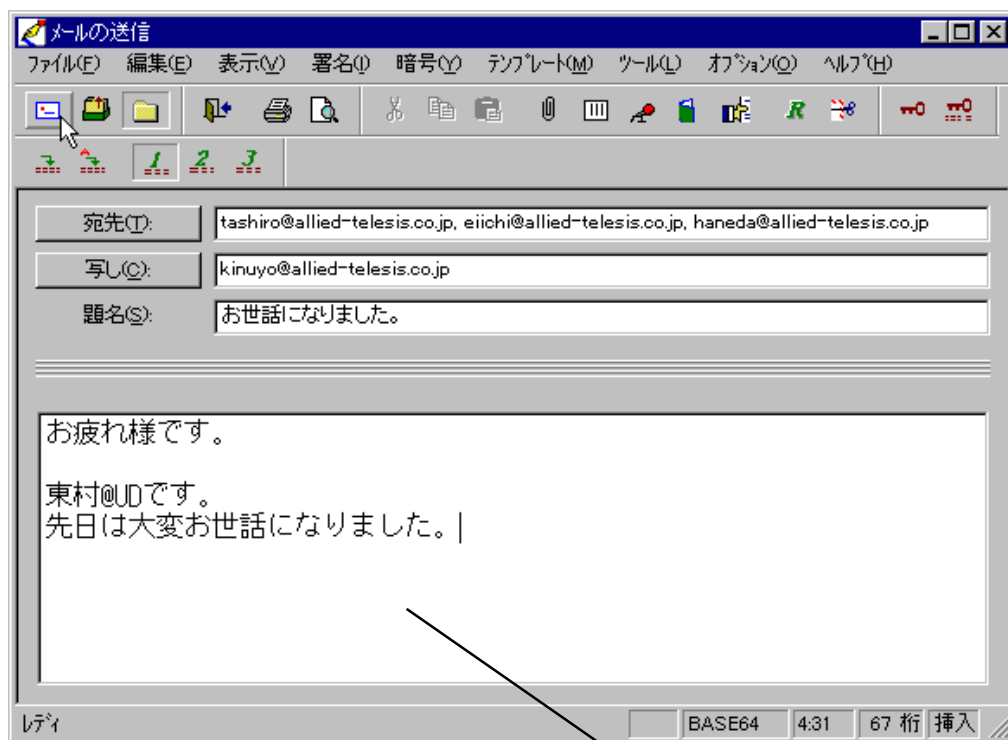 メールの送信
ファイル(F) 編集(E) 表示(V) 署名(I) 暗号(Y) テンプレート(M) ツール(L) オプション(O) ヘルプ(H)
R
1 2 3
宛先(T): tashiro@allied-telesis.co.jp, eiichi@allied-telesis.co.jp, haneda@allied-telesis.co.jp
写し(C): kinuyo@allied-telesis.co.jp
題名(S): お世話になりました。
お疲れ様です。
東村@UDです。
先日は大変お世話になりました。
レディ BASE64 4:31 67 桁 挿入